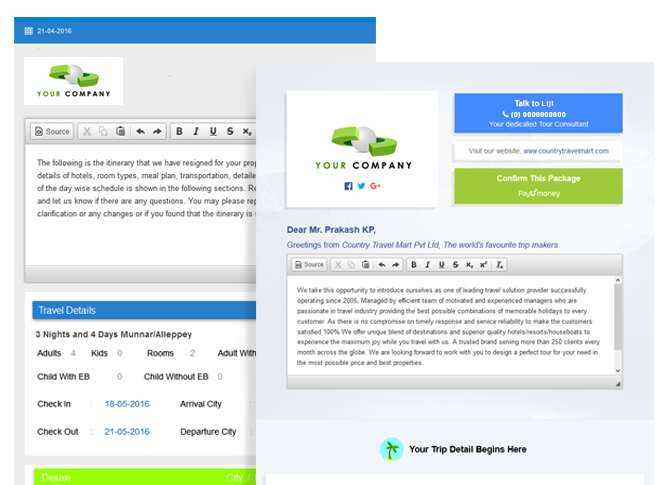 21-04-2016
YOUR COMPANY
Source
B I U S x
The following is the itinerary that we have resigned for your prop
details of hotels, room types, meal plan, transportation, detaile
of the day wise schedule is shown in the following sections. Re
and let us know if there are any questions. You may please rep
clarification or any changes or if you found that the itinerary is s
Travel Details
3 Nights and 4 Days Munnar/Alleppey
Adults 4 Kids 0 Rooms 2 Adult With
Child With EB 0 Child Without EB 0
Check In : 18-05-2016 Arrival City :
Check Out : 21-05-2016 Departure City :
Deluxe City /
YOUR COMPANY
Talk to LIJI
(0) 0000000000
Your dedicated Tour Consultant
Visit our website: www.countrytravelmart.com
Confirm This Package
PayUmoney
Dear Mr. Prakash KP,
Greetings from Country Travel Mart Pvt Ltd, The world's favourite trip makers
Source B I U S x x Tx
We take this opportunity to introduce ourselves as one of leading travel solution provider successfully
operating since 2005. Managed by efficient team of motivated and experienced managers who are
passionate in travel industry providing the best possible combinations of memorable holidays to every
customer. As there is no compromise on timely response and service reliability to make the customers
satisfied 100% We offer unique blend of destinations and superior quality hotels/resorts/houseboats to
experience the maximum joy while you travel with us. A trusted brand serving more than 250 clients every
month across the globe. We are looking forward to work with you to design a perfect tour for your need in
the most possible price and best properties.
Your Trip Detail Begins Here